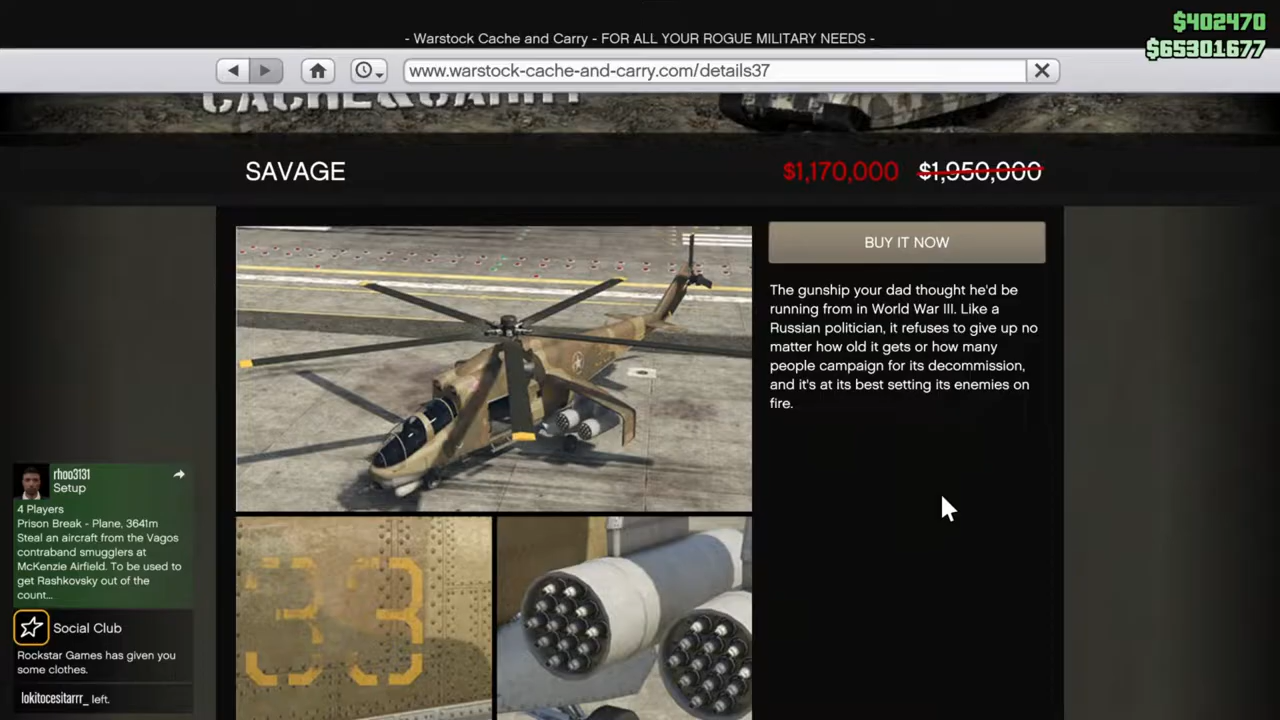 $402470
- Warstock Cache and Carry - FOR ALL YOUR ROGUE MILITARY NEEDS -
$65301677
www.warstock-cache-and-carry.com/details37
CACHE&CARRY
SAVAGE
$1,170,000 $1,950,000
BUY IT NOW
The gunship your dad thought he'd be
running from in World War III. Like a
Russian politician, it refuses to give up no
matter how old it gets or how many
people campaign for its decommission,
and it's at its best setting its enemies on
fire.
rhoo3131
Setup
4 Players
Prison Break - Plane, 3641m
Steal an aircraft from the Vagos
contraband smugglers at
McKenzie Airfield. To be used to
get Rashkovsky out of the
count...
Social Club
Rockstar Games has given you
some clothes.
lokitocesitarrr_ left.
33